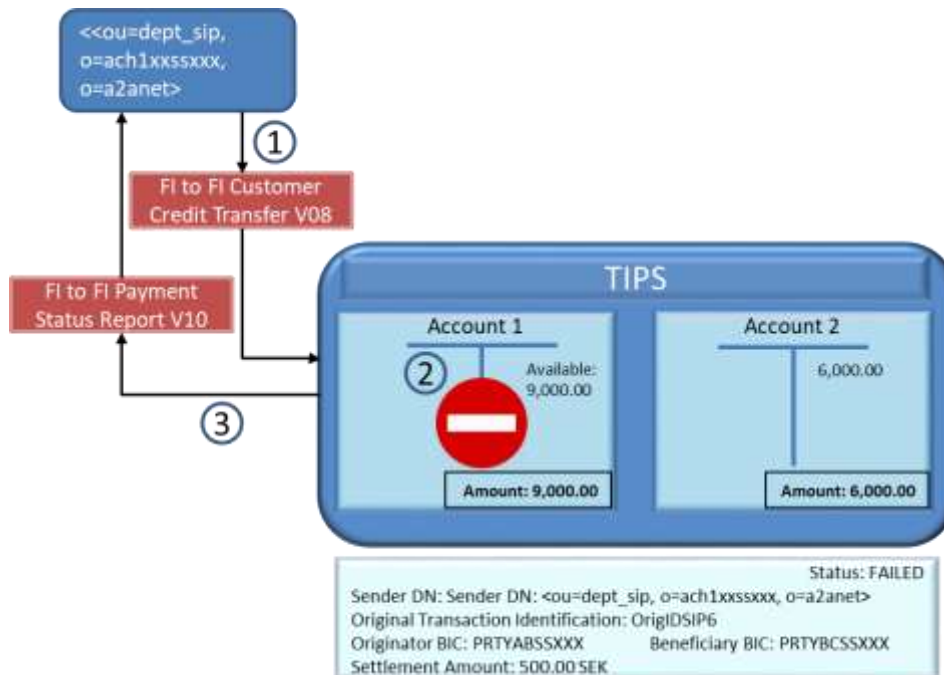 <<ou=dept_sip,
o=ach1xxssxxx,
o=a2anet>
1
FI to FI Customer
Credit Transfer V08
FI to FI Payment
Status Report V10
3
TIPS
Account 1
2
Available:
9,000.00
Amount: 9,000.00
Account 2
6,000.00
Amount: 6,000.00
Status: FAILED
Sender DN: Sender DN: <ou=dept_sip, o=ach1xxssxxx, o=a2anet>
Original Transaction Identification: OrigIDSIP6
Originator BIC: PRTYABSSXXX Beneficiary BIC: PRTYBCSSXXX
Settlement Amount: 500.00 SEK